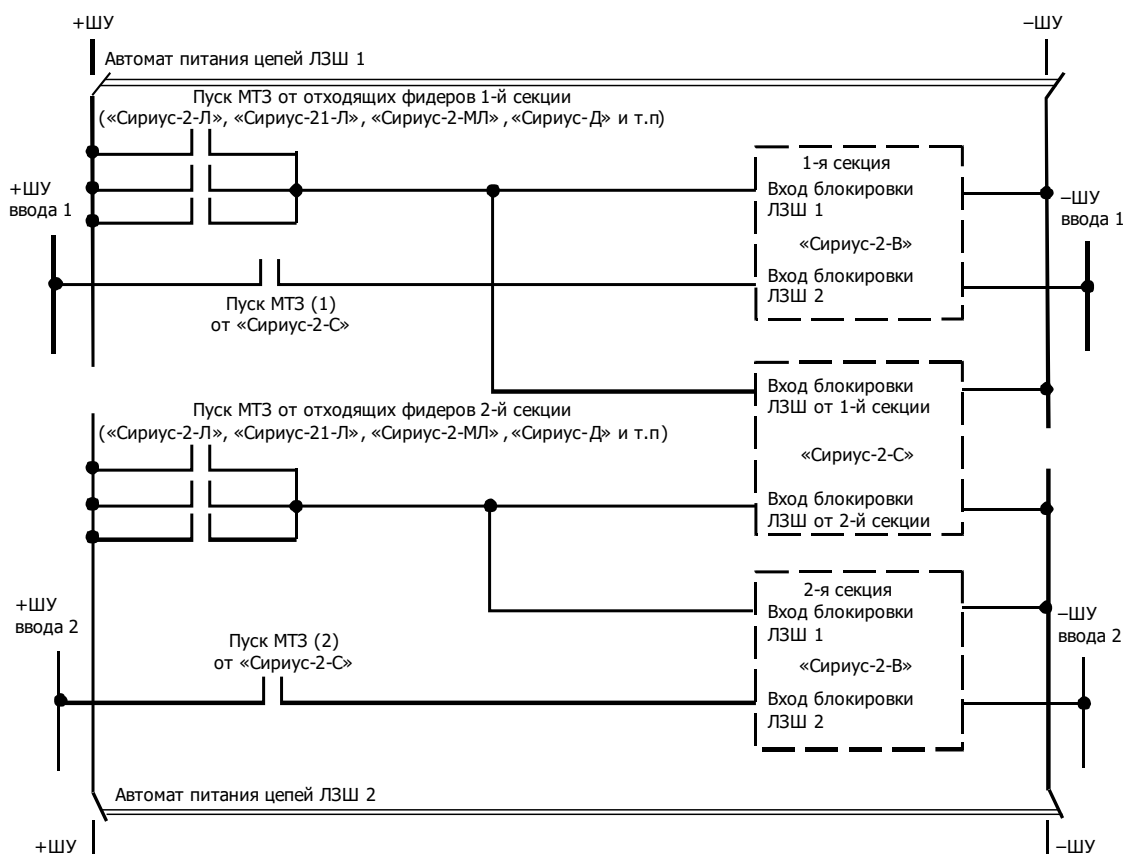 +ШУ
–ШУ
Автомат питания цепей ЛЗШ 1
Пуск МТЗ от отходящих фидеров 1-й секции
(«Сириус-2-Л», «Сириус-21-Л», «Сириус-2-МЛ» ,«Сириус-Д» и т.п)
+ШУ
ввода 1
1-я секция
Вход блокировки
ЛЗШ 1
«Сириус-2-В»
Вход блокировки
ЛЗШ 2
–ШУ
ввода 1
Пуск МТЗ (1)
от «Сириус-2-С»
Пуск МТЗ от отходящих фидеров 2-й секции
(«Сириус-2-Л», «Сириус-21-Л», «Сириус-2-МЛ» ,«Сириус-Д» и т.п)
Вход блокировки
ЛЗШ от 1-й секции
«Сириус-2-С»
Вход блокировки
ЛЗШ от 2-й секции
+ШУ
ввода 2
Пуск МТЗ (2)
от «Сириус-2-С»
2-я секция
Вход блокировки
ЛЗШ 1
«Сириус-2-В»
Вход блокировки
ЛЗШ 2
–ШУ
ввода 2
Автомат питания цепей ЛЗШ 2
+ШУ
–ШУ